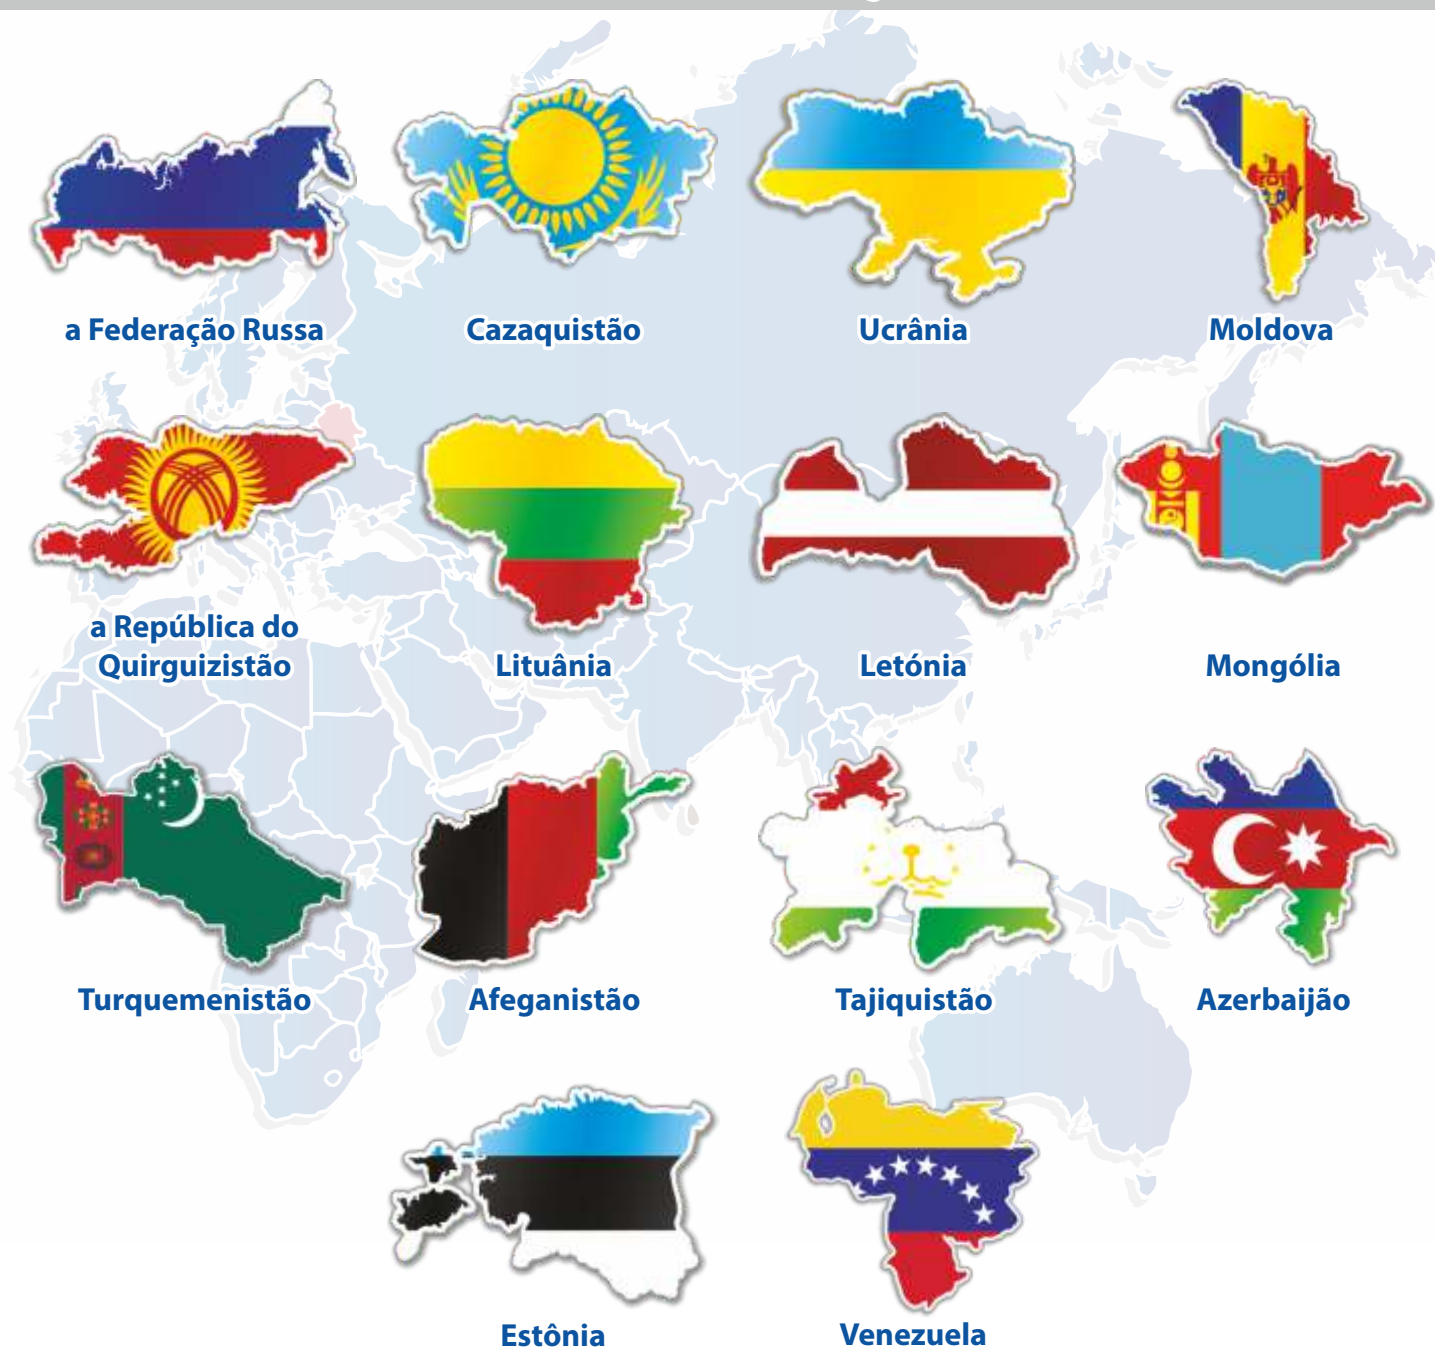 a Federação Russa
Cazaquistão
Ucrânia
Moldova
a República do
Quirguizistão
Lituânia
Letónia
Mongólia
Turquemenistão
Afeganistão
Tajiquistão
Azerbaijão
Estônia
Venezuela